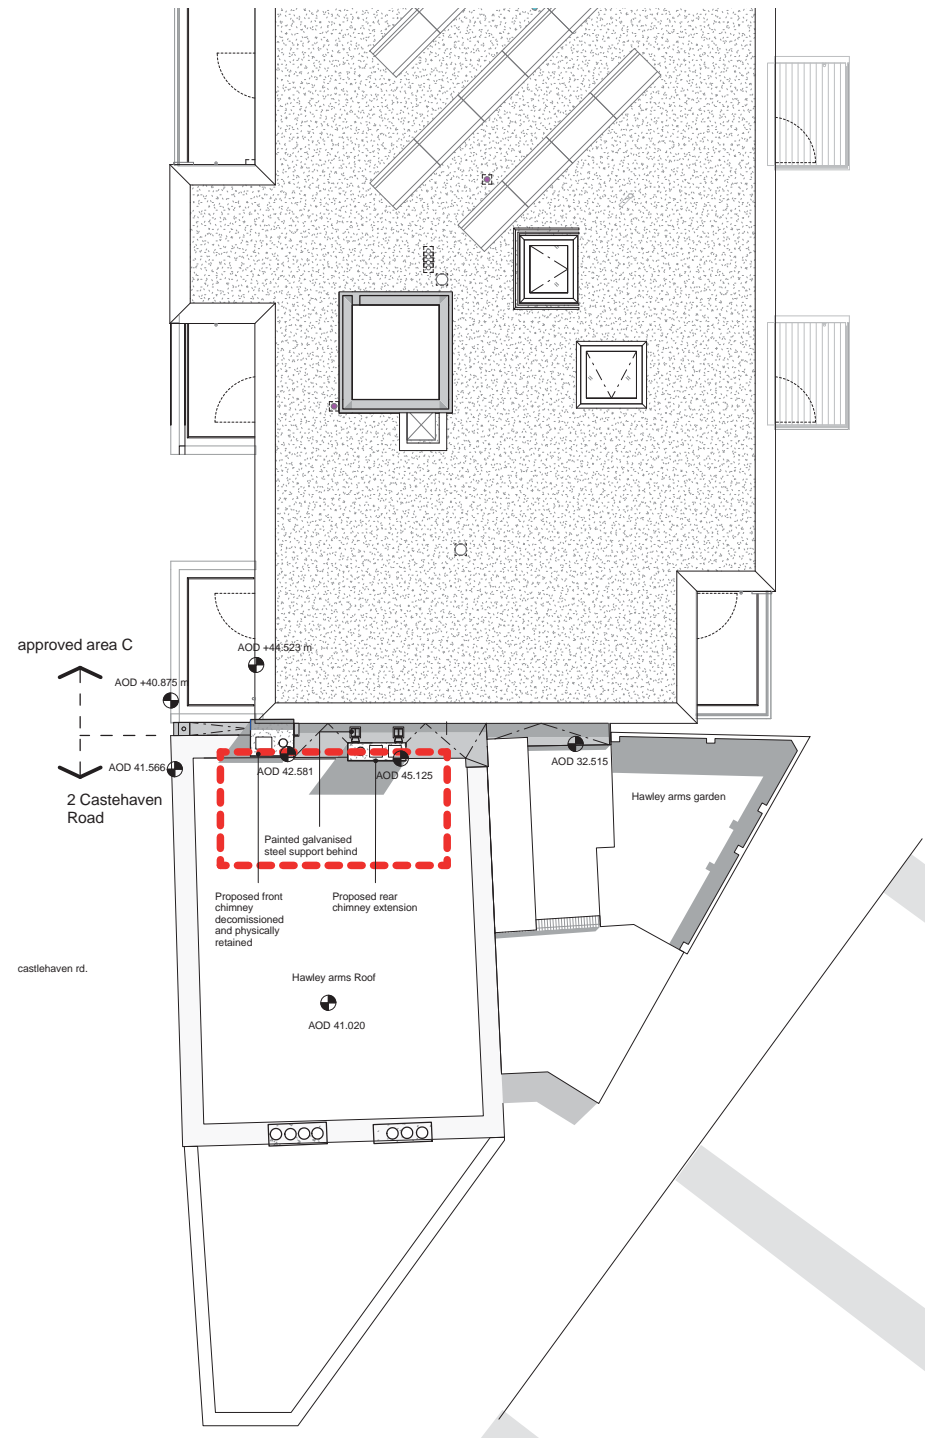 approved area C
AOD +44.523 m
AOD +40.875 m
AOD 41.566
AOD 42.581
AOD 45.125
AOD 32.515
2 Castehaven
Road
Hawley arms garden
Painted galvanised
steel support behind
Proposed front
chimney
decomissioned
and physically
retained
Proposed rear
chimney extension
castlehaven rd.
Hawley arms Roof
AOD 41.020